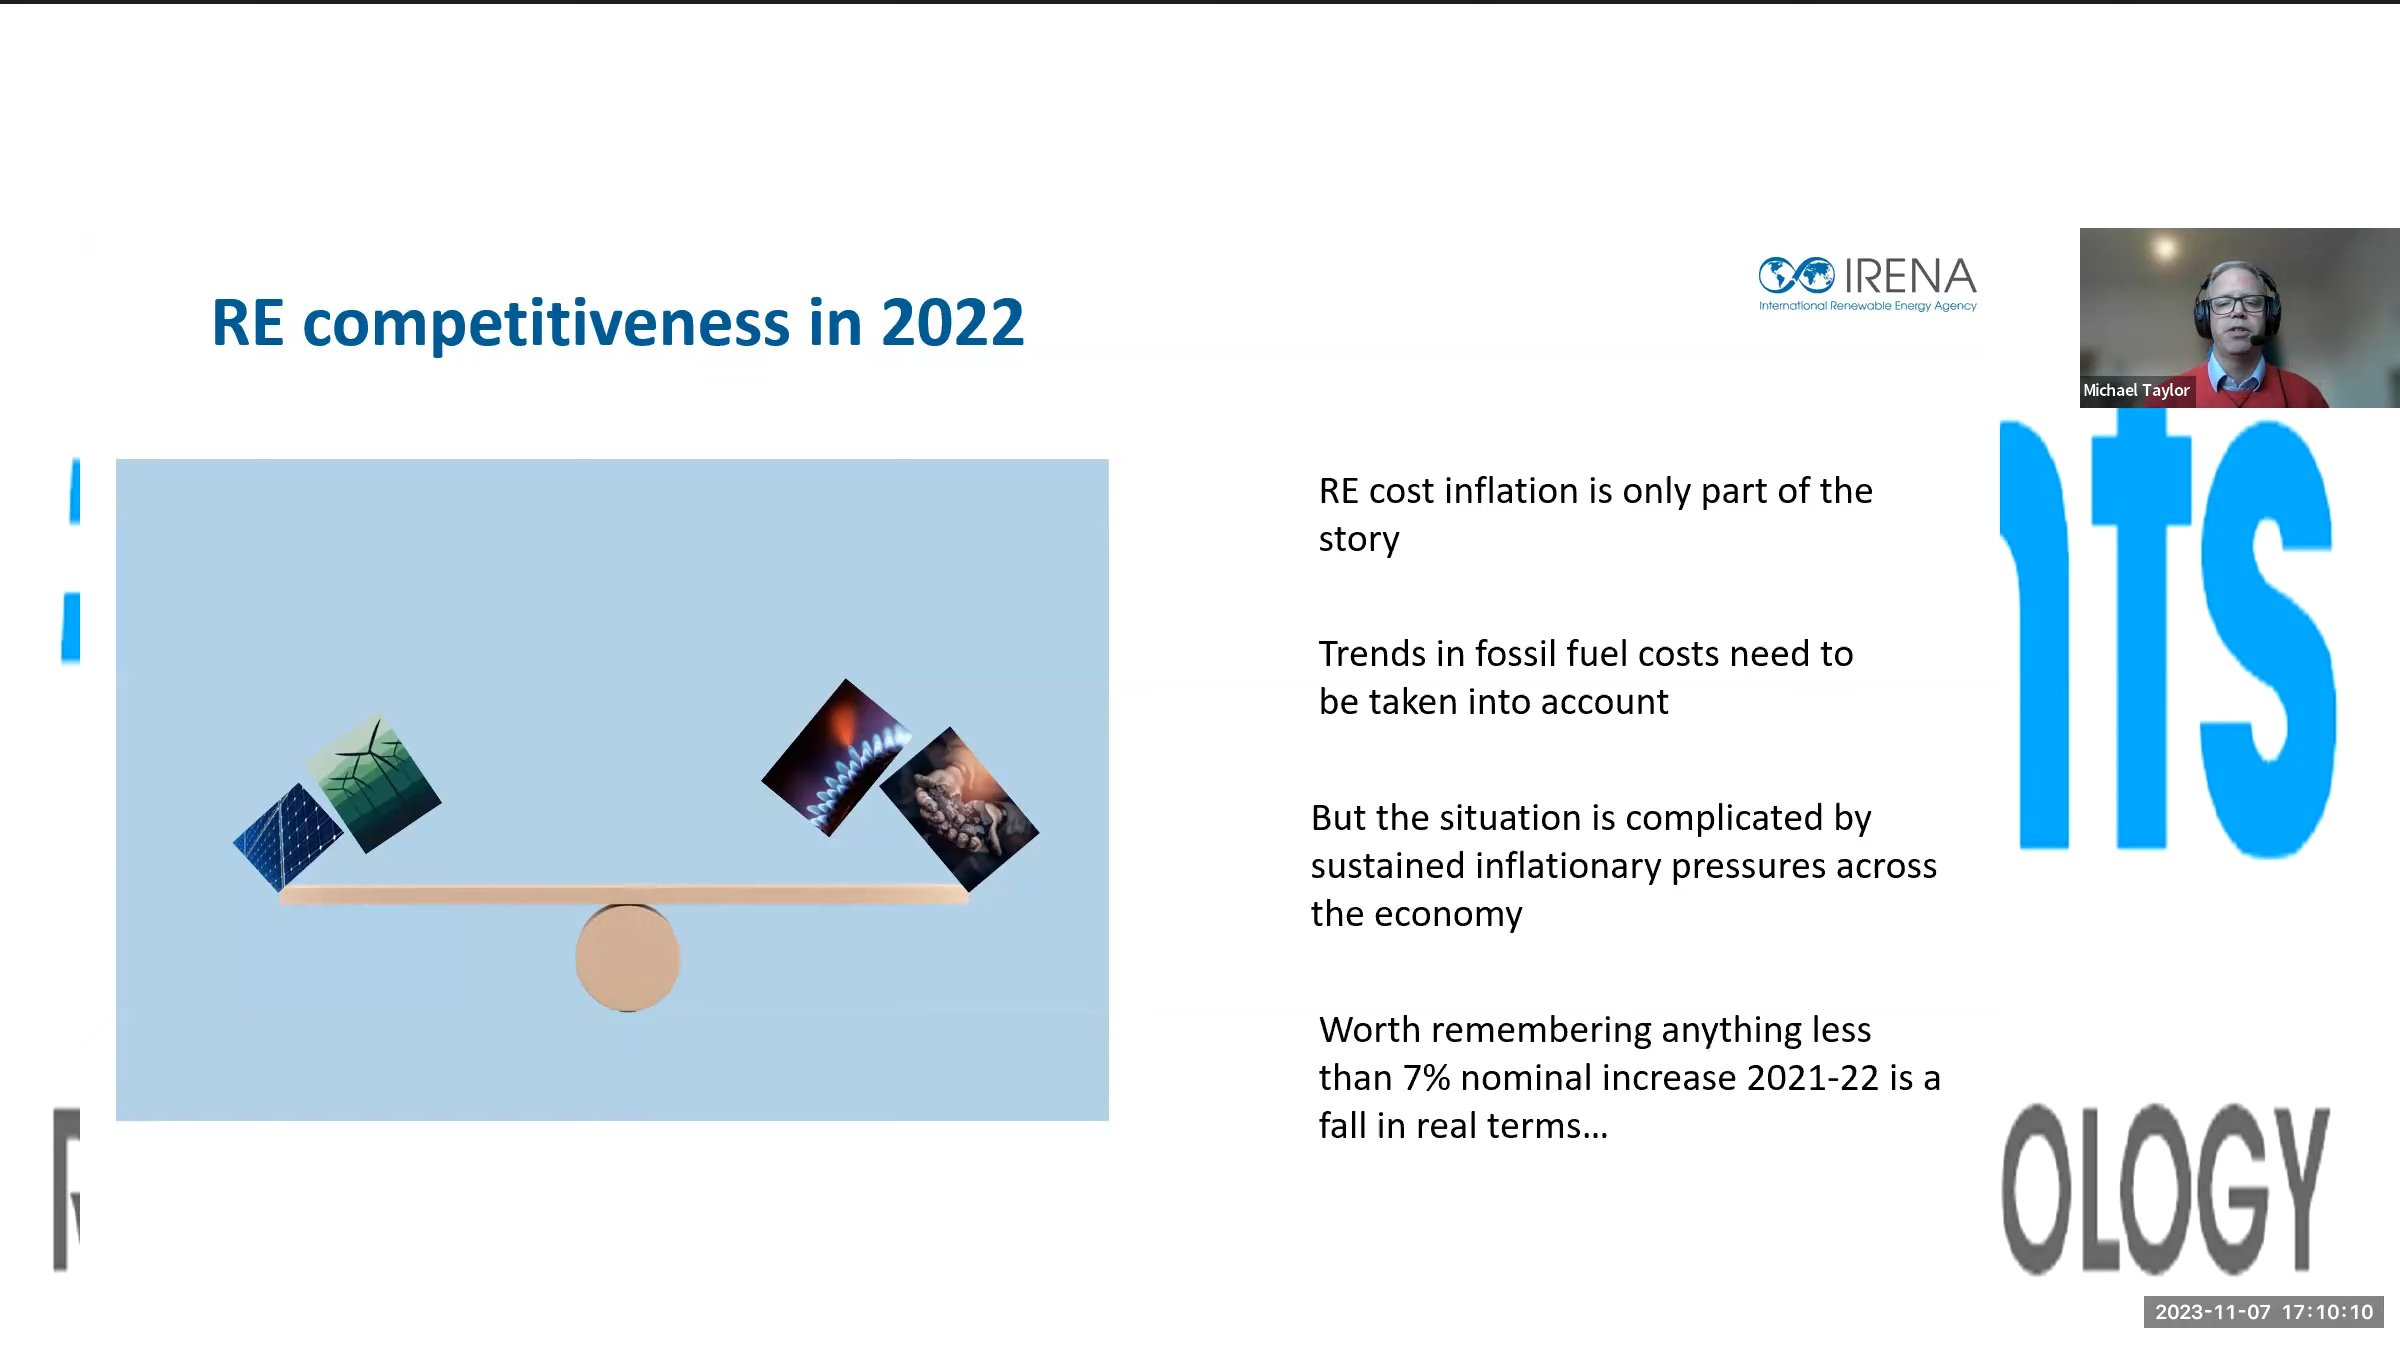 RE competitiveness in 2022
IRENA
International Renewable Energy Agency
Michael Taylor
RE cost inflation is only part of the
story
Trends in fossil fuel costs need to
be taken into account
But the situation is complicated by
sustained inflationary pressures across
the economy
Worth remembering anything less
than 7% nominal increase 2021-22 is a
fall in real terms…
nts
OLOGY
2023-11-07 17:10:10